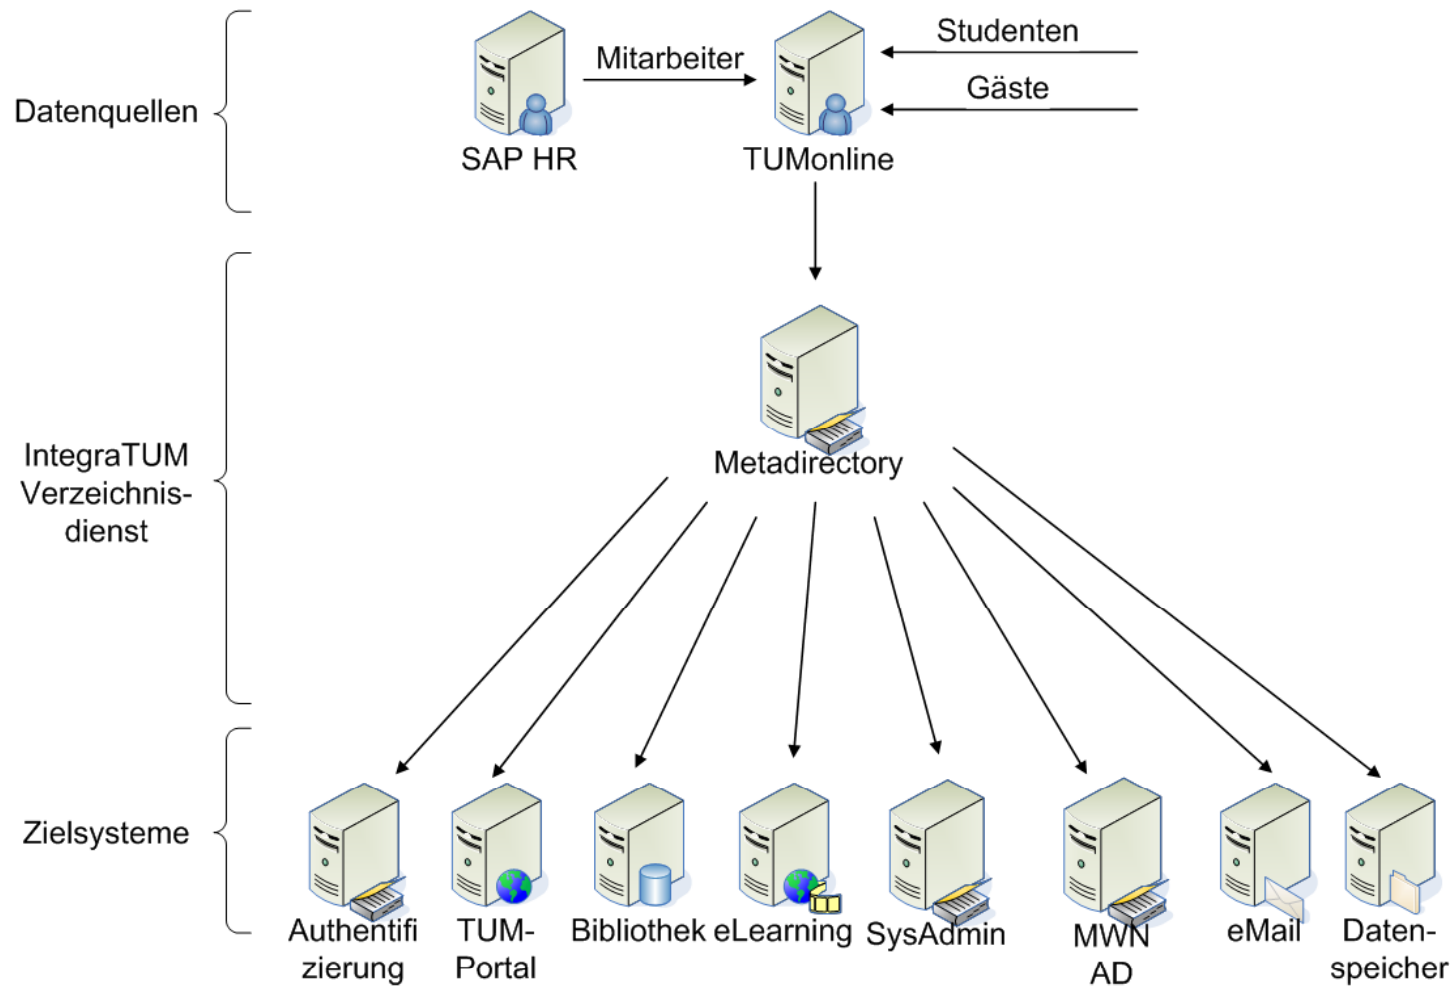 Studenten
Mitarbeiter
Gäste
Datenquellen
SAP HR
TUMonline
IntegraTUM
Verzeichnis-
dienst
Metadirectory
Zielsysteme
Authentifi
zierung
TUM-
Portal
Bibliothek
eLearning
SysAdmin
MWN
AD
eMail
Daten-
speicher